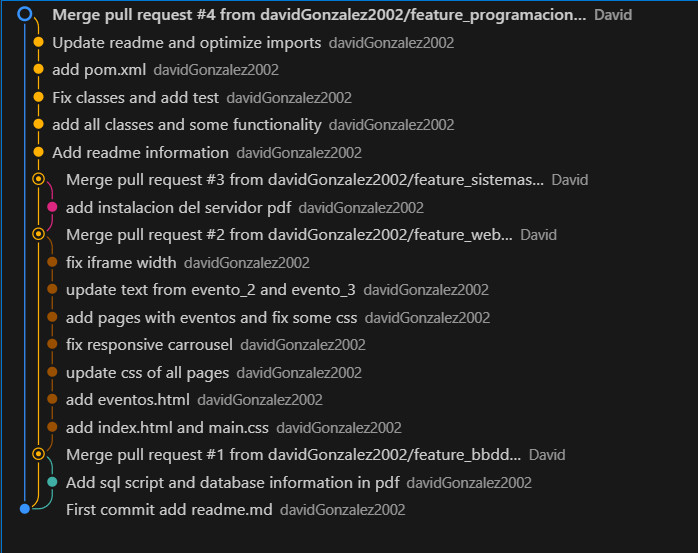 Merge pull request #4 from davidGonzalez2002/feature_programacion... David
Update readme and optimize imports davidGonzalez2002
add pom.xml davidGonzalez2002
Fix classes and add test davidGonzalez2002
add all classes and some functionality davidGonzalez2002
Add readme information davidGonzalez2002
Merge pull request #3 from davidGonzalez2002/feature_sistemas... David
add instalacion del servidor pdf davidGonzalez2002
Merge pull request #2 from davidGonzalez2002/feature_web... David
fix iframe width davidGonzalez2002
update text from evento_2 and evento_3 davidGonzalez2002
add pages with eventos and fix some css davidGonzalez2002
fix responsive carrousel davidGonzalez2002
update css of all pages davidGonzalez2002
add eventos.html davidGonzalez2002
add index.html and main.css davidGonzalez2002
Merge pull request #1 from davidGonzalez2002/feature_bbdd... David
Add sql script and database information in pdf davidGonzalez2002
First commit add readme.md davidGonzalez2002